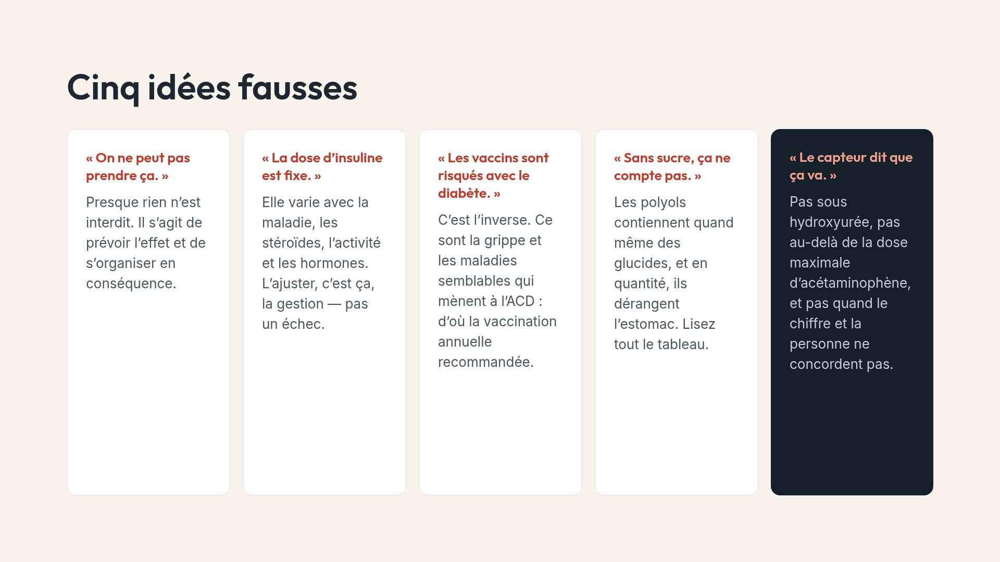 Cinq idées fausses
« On ne peut pas
prendre ça. »
Presque rien n’est
interdit. Il s’agit de
prévoir l’effet et de
s’organiser en
conséquence.
« La dose d’insuline
est fixe. »
Elle varie avec la
maladie, les
stéroïdes, l’activité
et les hormones.
L’ajuster, c’est ça,
la gestion — pas
un échec.
« Les vaccins sont
risqués avec le
diabète. »
C’est l’inverse. Ce
sont la grippe et
les maladies
semblables qui
mènent à l’ACD :
d’où la vaccination
annuelle
recommandée.
« Sans sucre, ça ne
compte pas. »
Les polyols
contiennent quand
même des
glucides, et en
quantité, ils
dérangent
l’estomac. Lisez
tout le tableau.
« Le capteur dit que
ça va. »
Pas sous
hydroxyurée, pas
au-delà de la dose
maximale
d’acétaminophène,
et pas quand le
chiffre et la
personne ne
concordent pas.